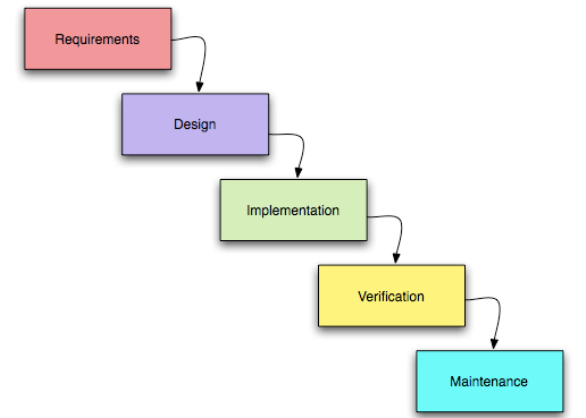 Requirements
Design
Implementation
Verification
Maintenance